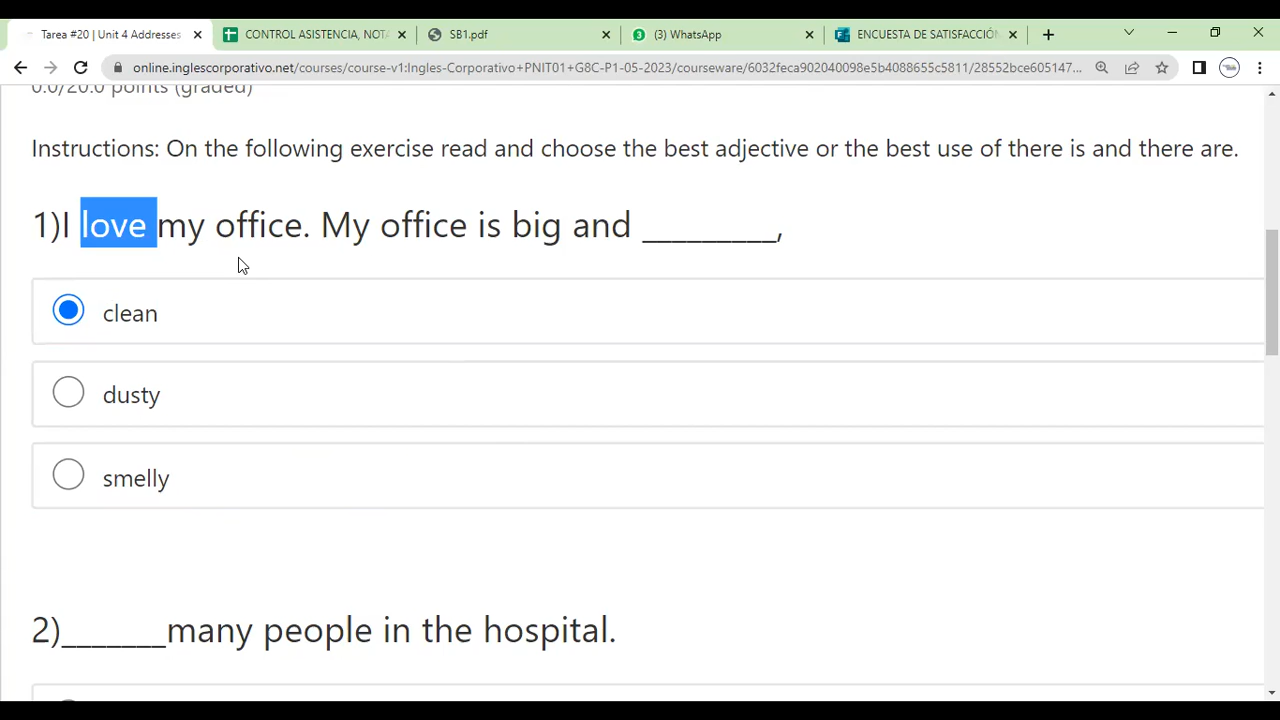 Tarea #20 | Unit 4 Addresses
CONTROL ASISTENCIA, NOTA
SB1.pdf
(3) WhatsApp
ENCUESTA DE SATISFACCIÓN
online.inglescorporativo.net/courses/course-v1:Ingles-Corporativo+PNIT01+G8C-P1-05-2023/courseware/6032feca902040098e5b4088655c5811/28552bce605147...
0.0/20.0 points (graded)
Instructions: On the following exercise read and choose the best adjective or the best use of there is and there are.
1)I love my office. My office is big and _________,
clean
dusty
smelly
2)_______many people in the hospital.